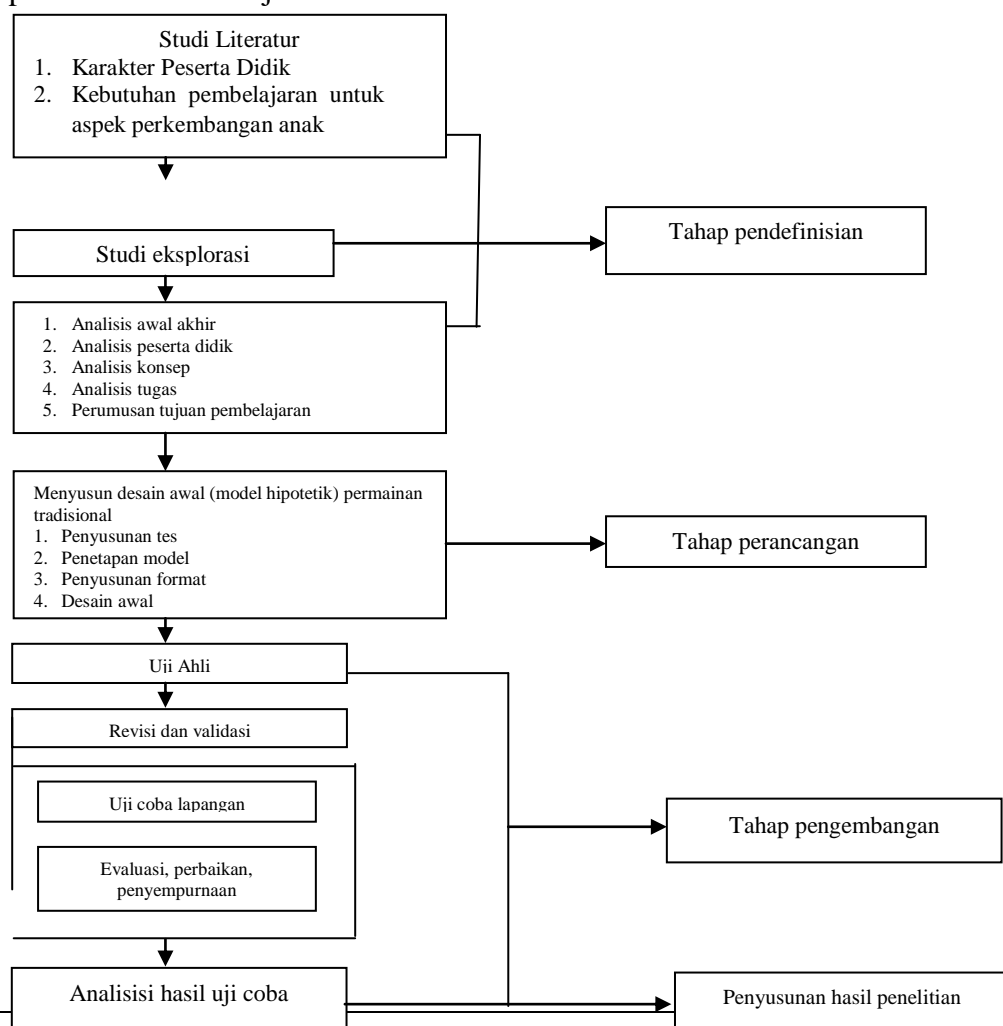 Studi Literatur
1. Karakter Peserta Didik
2. Kebutuhan pembelajaran untuk
aspek perkembangan anak
Tahap pendefinisian
Studi eksplorasi
1. Analisis awal akhir
2. Analisis peserta didik
3. Analisis konsep
4. Analisis tugas
5. Perumusan tujuan pembelajaran
Menyusun desain awal (model hipotetik) permainan
tradisional
1. Penyusunan tes
2. Penetapan model
3. Penyusunan format
4. Desain awal
Tahap perancangan
Uji Ahli
Revisi dan validasi
Uji coba lapangan
Tahap pengembangan
Evaluasi, perbaikan,
penyempurnaan
Analisisi hasil uji coba
Penyusunan hasil penelitian